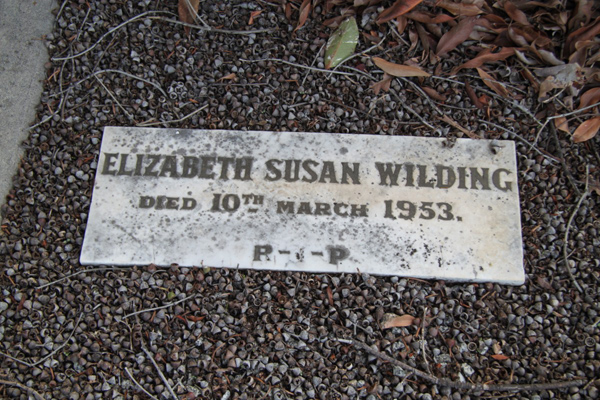 ELIZABETH SUSAN WILDING
DIED 10TH MARCH 1953.
R-I-P